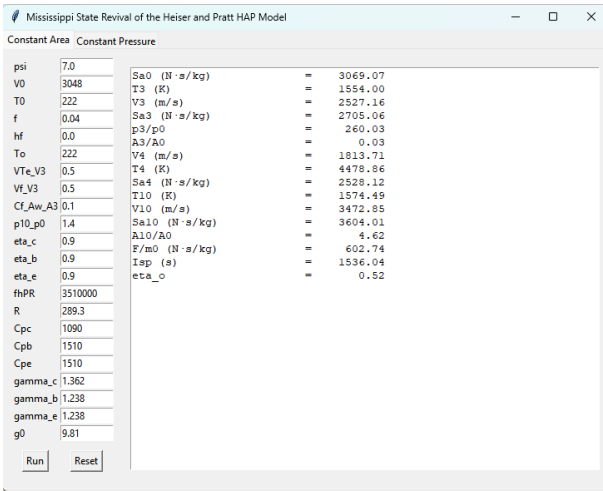 Mississippi State Revival of the Heiser and Pratt HAP Model
Constant Area Constant Pressure
psi 7.0
V0 3048
T0 222
f 0.04
hf 0.0
To 222
VTe_V3 0.5
Vf_V3 0.5
Cf_Aw_A3 0.1
p10_p0 1.4
eta_c 0.9
eta_b 0.9
eta_e 0.9
fhPR 3510000
R 289.3
Cpc 1090
Cpb 1510
Cpe 1510
gamma_c 1.362
gamma_b 1.238
gamma_e 1.238
g0 9.81
Run Reset
Sa0 (N·s/kg) = 3069.07
T3 (K) = 1554.00
V3 (m/s) = 2527.16
Sa3 (N·s/kg) = 2705.06
p3/p0 = 260.03
A3/A0 = 0.03
V4 (m/s) = 1813.71
T4 (K) = 4478.86
Sa4 (N·s/kg) = 2528.12
T10 (K) = 1574.49
V10 (m/s) = 3472.85
Sa10 (N·s/kg) = 3604.01
A10/A0 = 4.62
F/m0 (N·s/kg) = 602.74
Isp (s) = 1536.04
eta_o = 0.52